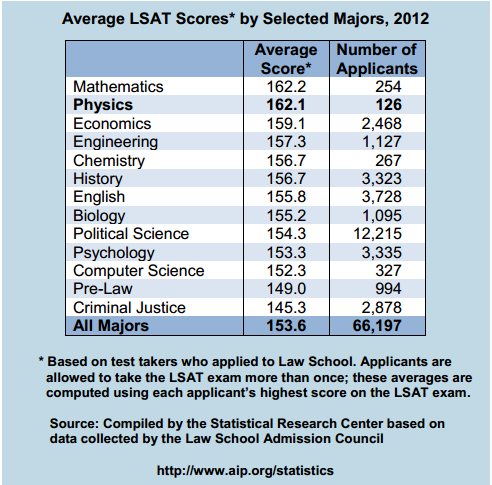 Average LSAT Scores* by Selected Majors, 2012
Average Score* Number of Applicants
Mathematics 162.2 254
Physics 162.1 126
Economics 159.1 2,468
Engineering 157.3 1,127
Chemistry 156.7 267
History 156.7 3,323
English 155.8 3,728
Biology 155.2 1,095
Political Science 154.3 12,215
Psychology 153.3 3,335
Computer Science 152.3 327
Pre-Law 149.0 994
Criminal Justice 145.3 2,878
All Majors 153.6 66,197
* Based on test takers who applied to Law School. Applicants are
allowed to take the LSAT exam more than once; these averages are
computed using each applicant's highest score on the LSAT exam.
Source: Compiled by the Statistical Research Center based on
data collected by the Law School Admission Council
http://www.aip.org/statistics